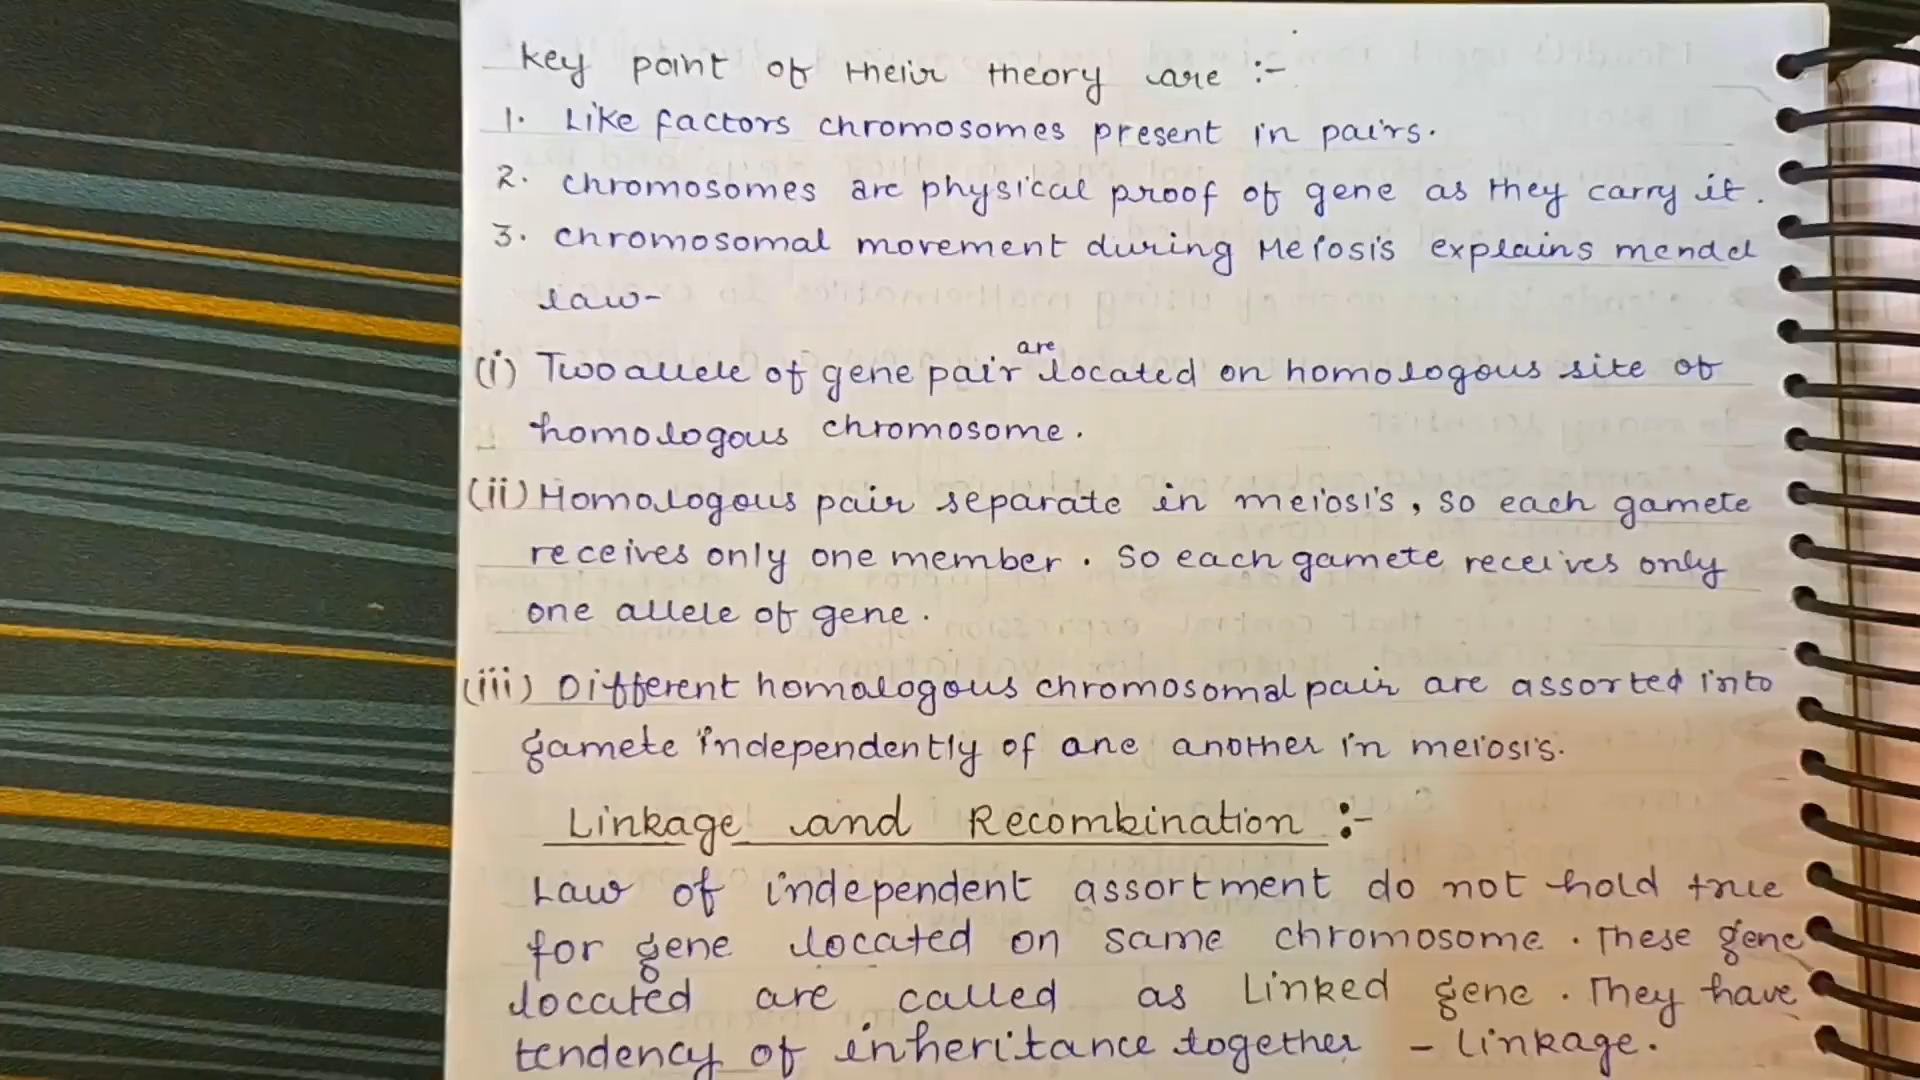 key point of their theory are :-
1. Like factors chromosomes present in pairs.
2. chromosomes are physical proof of gene as they carry it.
3. chromosomal movement during Meiosis explains mendel
law-
(i) Two allele of gene pair are located on homologous site of
homologous chromosome.
(ii) Homologous pair separate in meiosis, so each gamete
receives only one member. So each gamete receives only
one allele of gene.
(iii) Different homologous chromosomal pair are assorted into
gamete independently of one another in meiosis.
Linkage and Recombination :-
Law of independent assortment do not hold true
for gene located on same chromosome. These gene
located are called as Linked gene. They have
tendency of inheritance together - linkage.